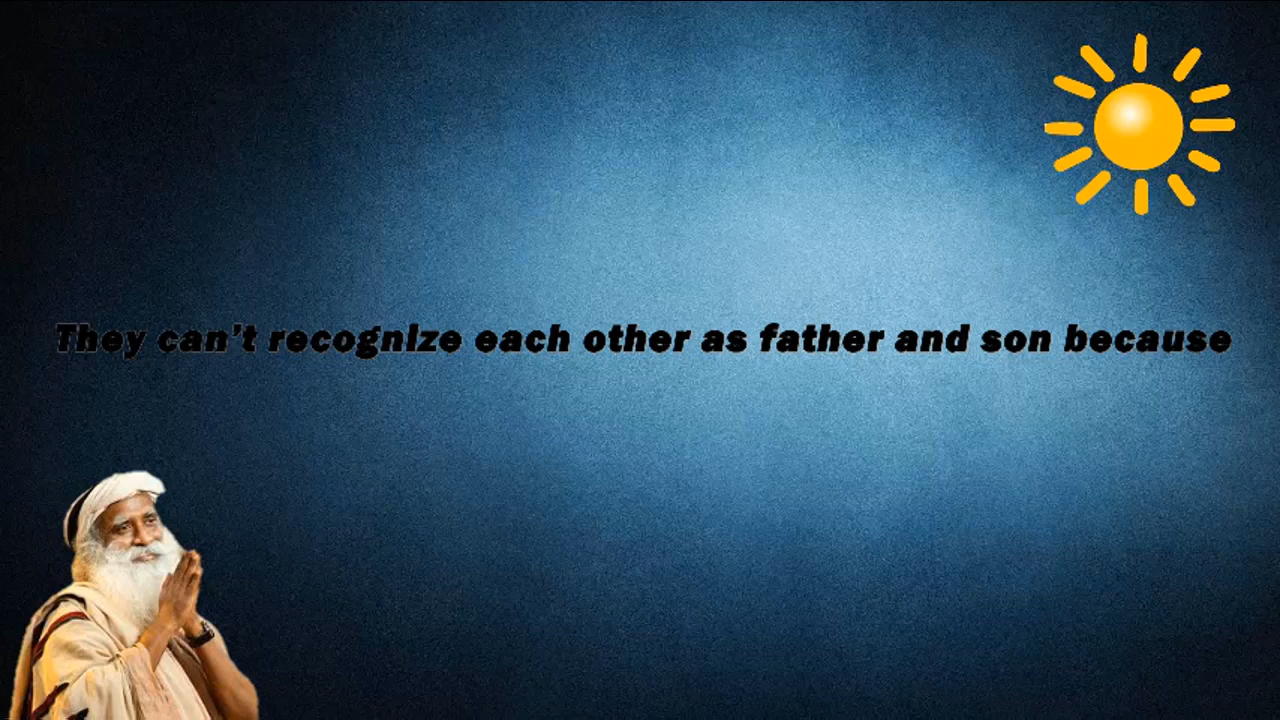 They can’t recognize each other as father and son because